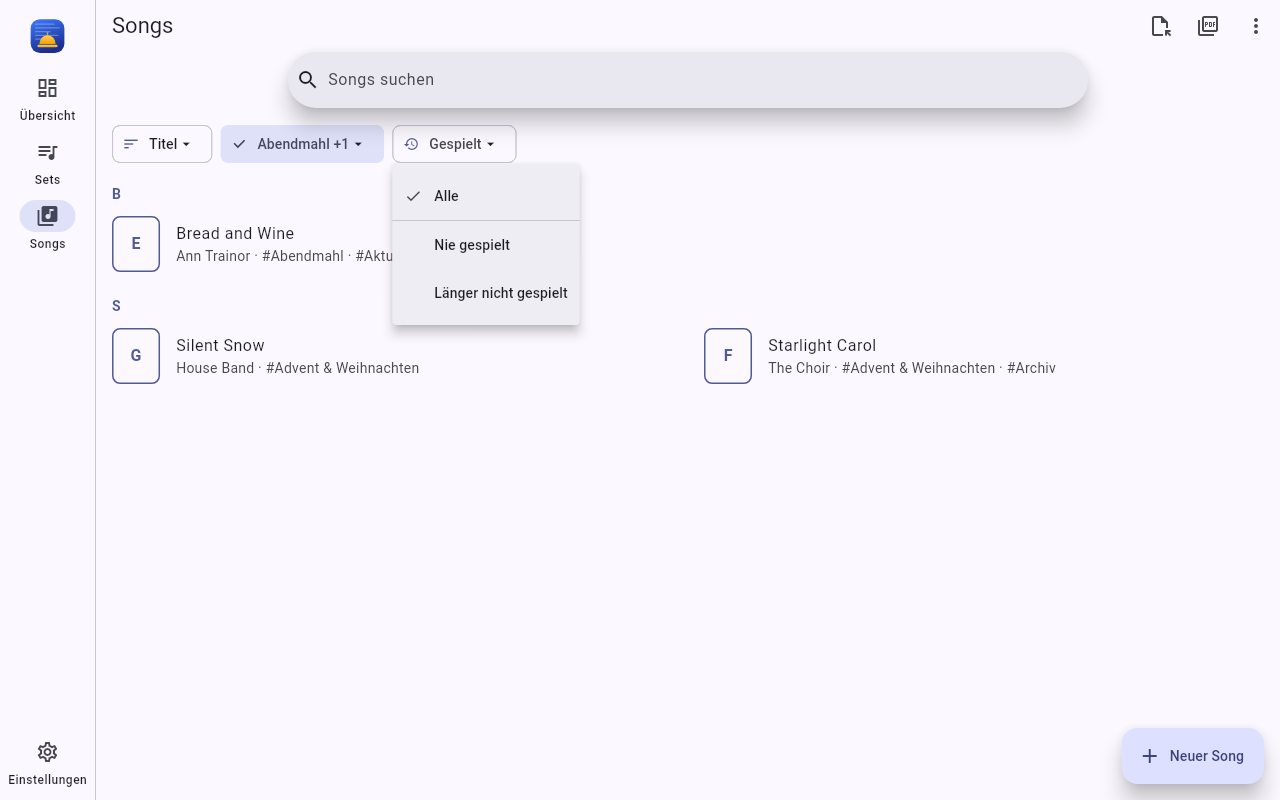 Songs
Songs suchen
Übersicht
Sets
Songs
Einstellungen
Titel
Abendmahl +1
Gespielt
Alle
Nie gespielt
Länger nicht gespielt
B
E
Bread and Wine
Ann Trainor · #Abendmahl · #Aktu
S
G
Silent Snow
House Band · #Advent & Weihnachten
F
Starlight Carol
The Choir · #Advent & Weihnachten · #Archiv
PDF
Neuer Song